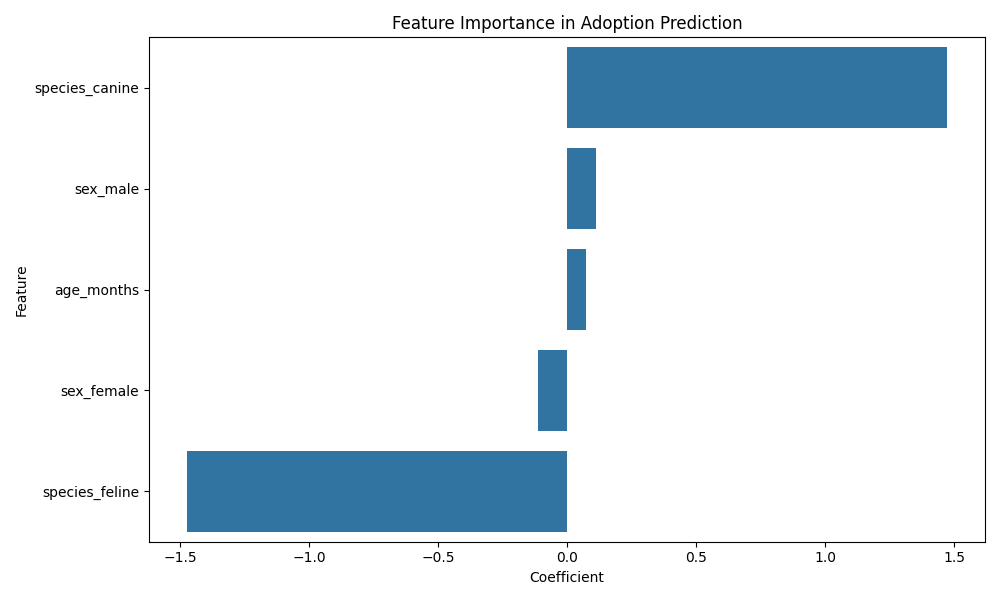 Feature Importance in Adoption Prediction
species_canine
sex_male
age_months
sex_female
species_feline
Feature
−1.5 −1.0 −0.5 0.0 0.5 1.0 1.5
Coefficient